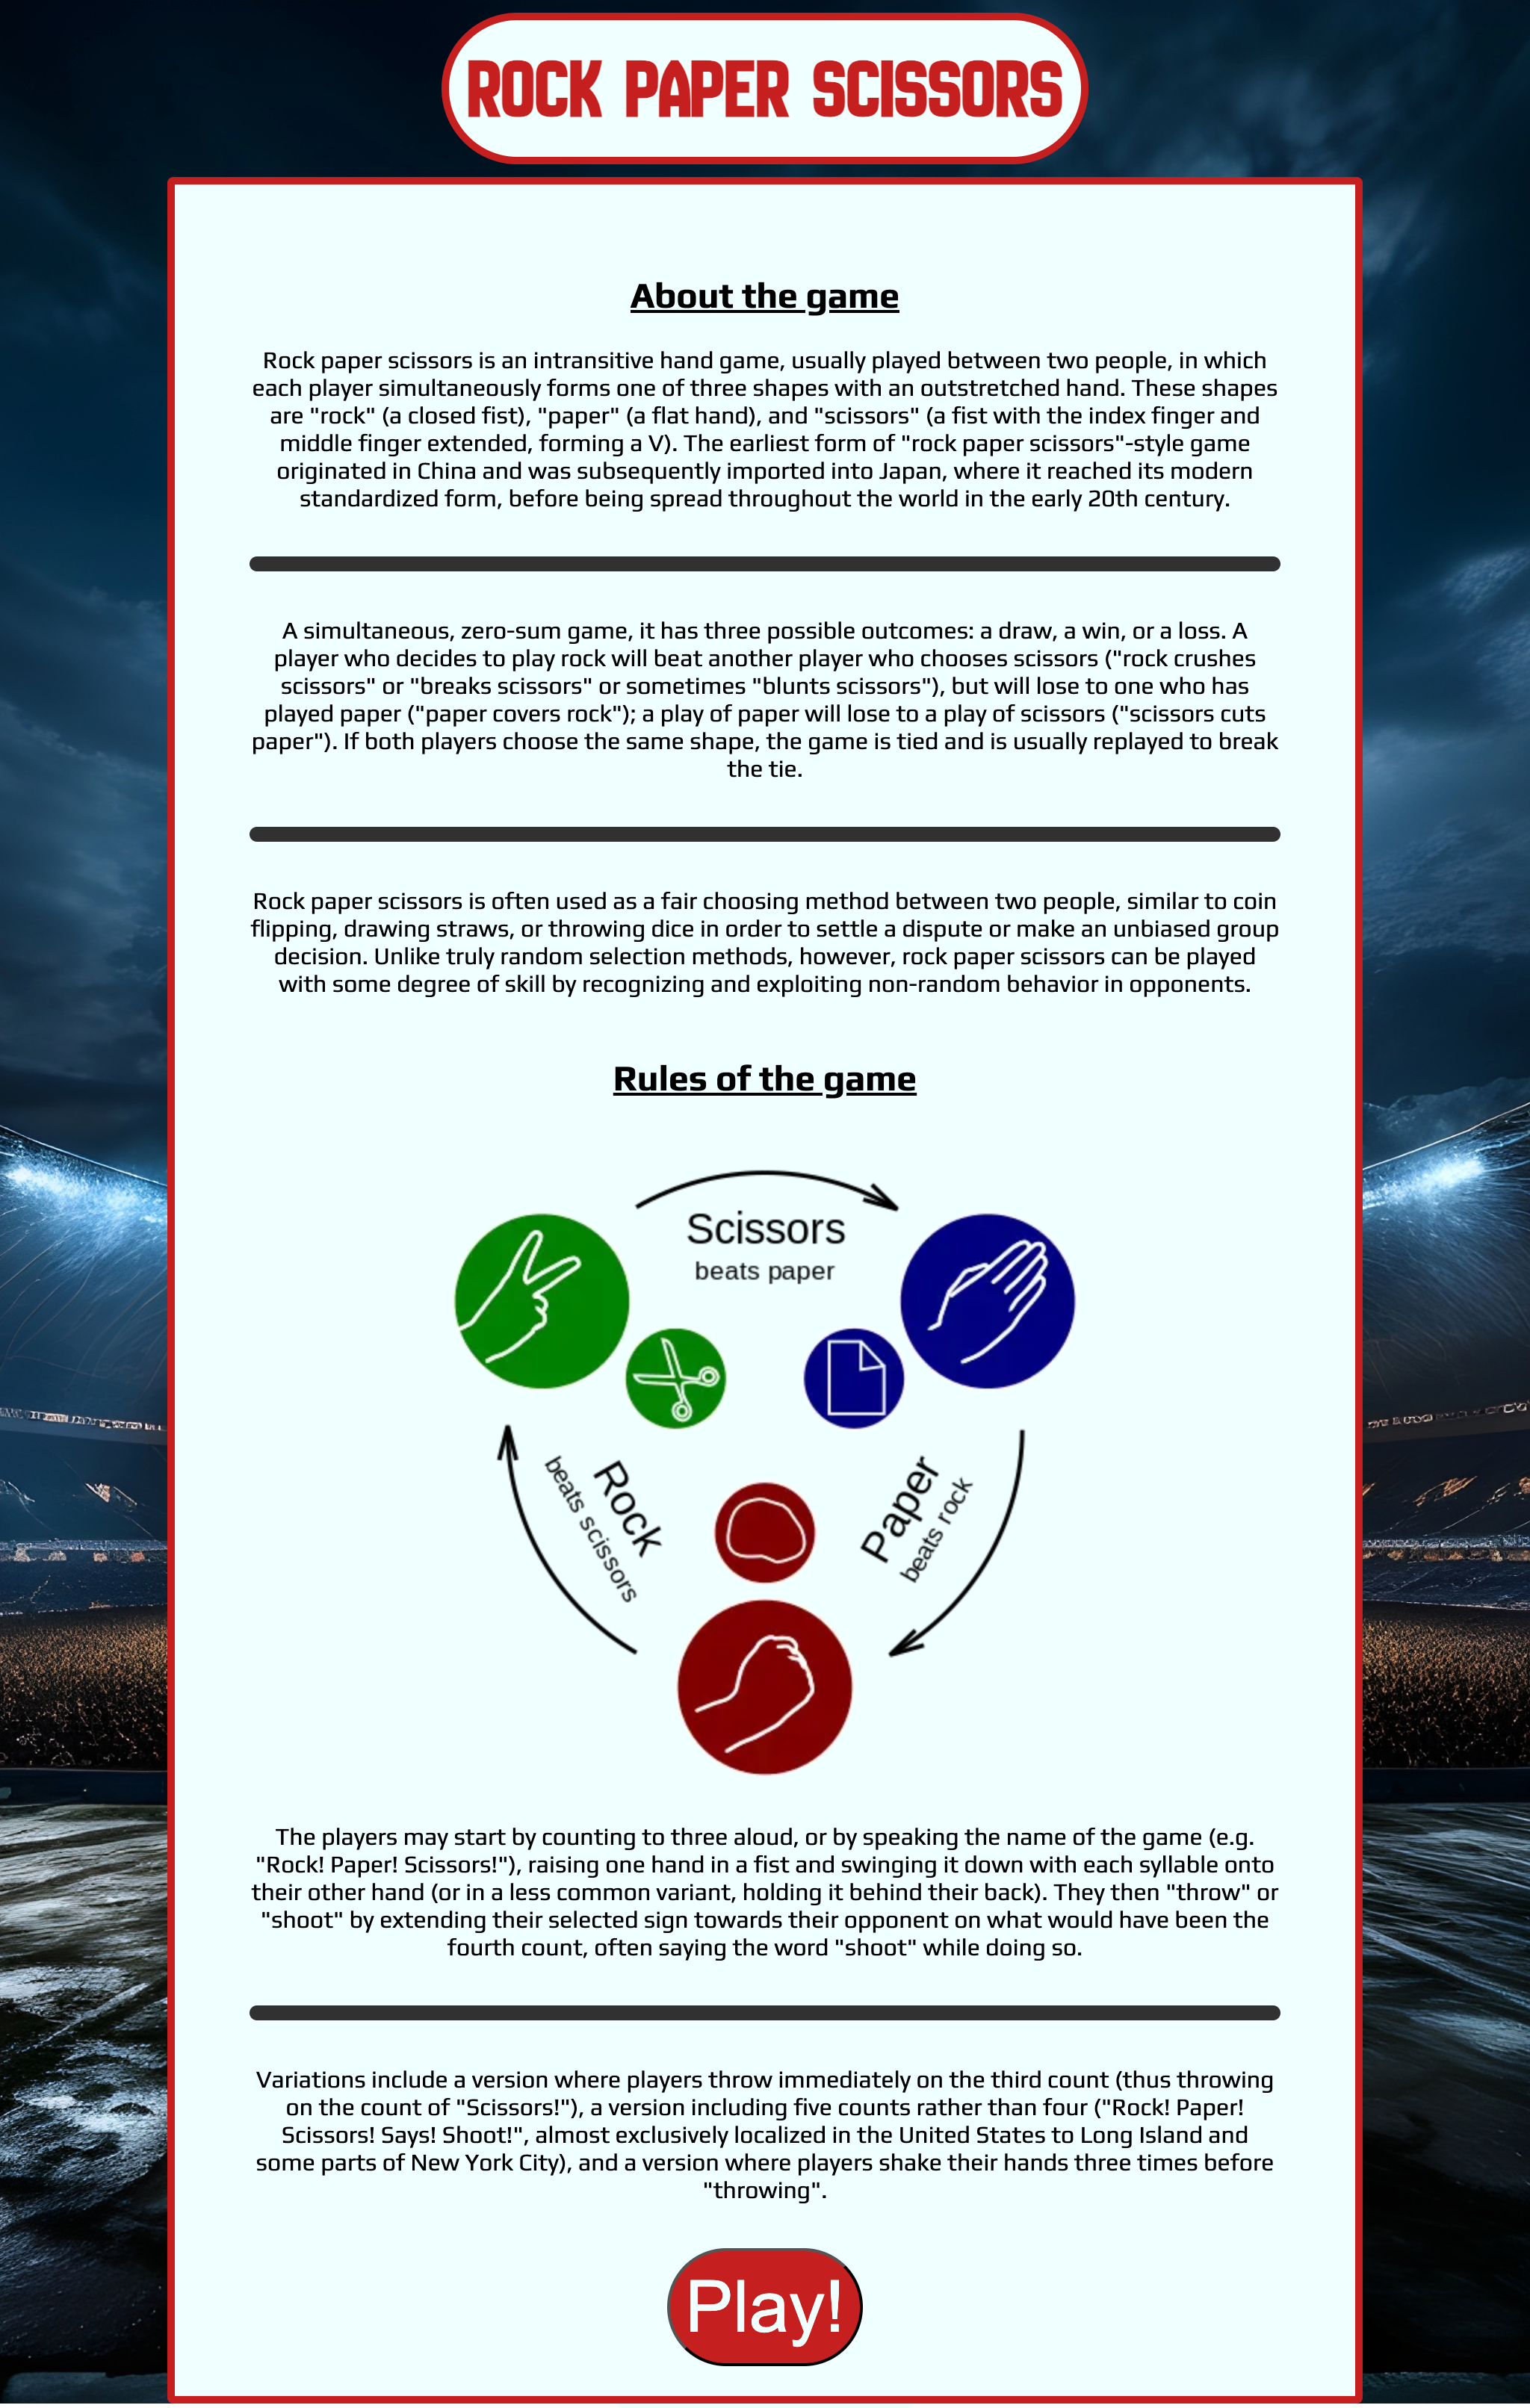 ROCK PAPER SCISSORS
About the game
Rock paper scissors is an intransitive hand game, usually played between two people, in which
each player simultaneously forms one of three shapes with an outstretched hand. These shapes
are "rock" (a closed fist), "paper" (a flat hand), and "scissors" (a fist with the index finger and
middle finger extended, forming a V). The earliest form of "rock paper scissors"-style game
originated in China and was subsequently imported into Japan, where it reached its modern
standardized form, before being spread throughout the world in the early 20th century.
A simultaneous, zero-sum game, it has three possible outcomes: a draw, a win, or a loss. A
player who decides to play rock will beat another player who chooses scissors ("rock crushes
scissors" or "breaks scissors" or sometimes "blunts scissors"), but will lose to one who has
played paper ("paper covers rock"); a play of paper will lose to a play of scissors ("scissors cuts
paper"). If both players choose the same shape, the game is tied and is usually replayed to break
the tie.
Rock paper scissors is often used as a fair choosing method between two people, similar to coin
flipping, drawing straws, or throwing dice in order to settle a dispute or make an unbiased group
decision. Unlike truly random selection methods, however, rock paper scissors can be played
with some degree of skill by recognizing and exploiting non-random behavior in opponents.
Rules of the game
Scissors
beats paper
Rock
beats scissors
Paper
beats rock
The players may start by counting to three aloud, or by speaking the name of the game (e.g.
"Rock! Paper! Scissors!"), raising one hand in a fist and swinging it down with each syllable onto
their other hand (or in a less common variant, holding it behind their back). They then "throw" or
"shoot" by extending their selected sign towards their opponent on what would have been the
fourth count, often saying the word "shoot" while doing so.
Variations include a version where players throw immediately on the third count (thus throwing
on the count of "Scissors!"), a version including five counts rather than four ("Rock! Paper!
Scissors! Says! Shoot!", almost exclusively localized in the United States to Long Island and
some parts of New York City), and a version where players shake their hands three times before
"throwing".
Play!